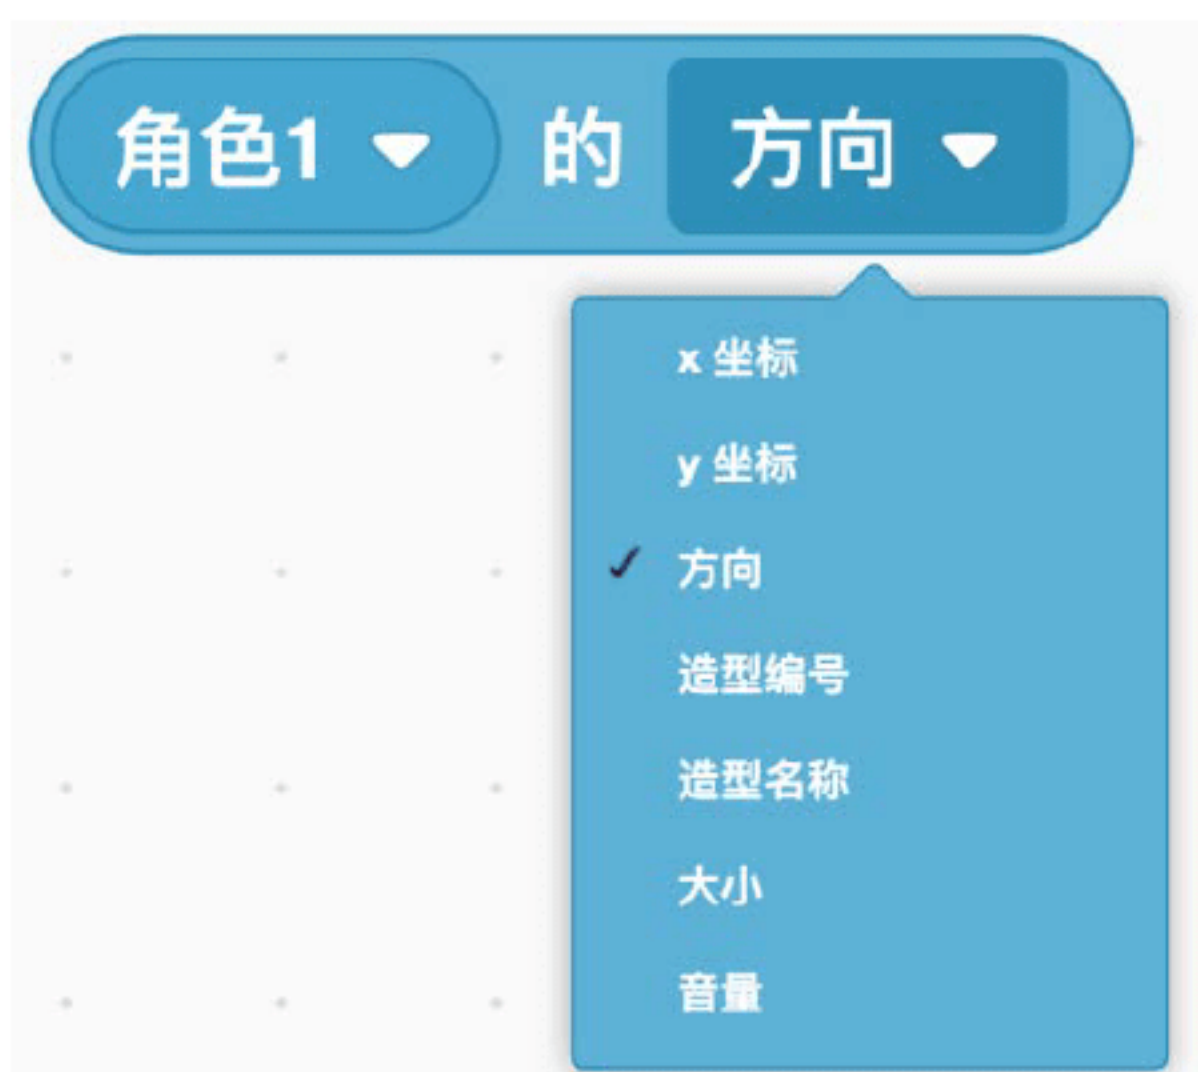 角色1 的 方向
x 坐标
y 坐标
方向
造型编号
造型名称
大小
音量